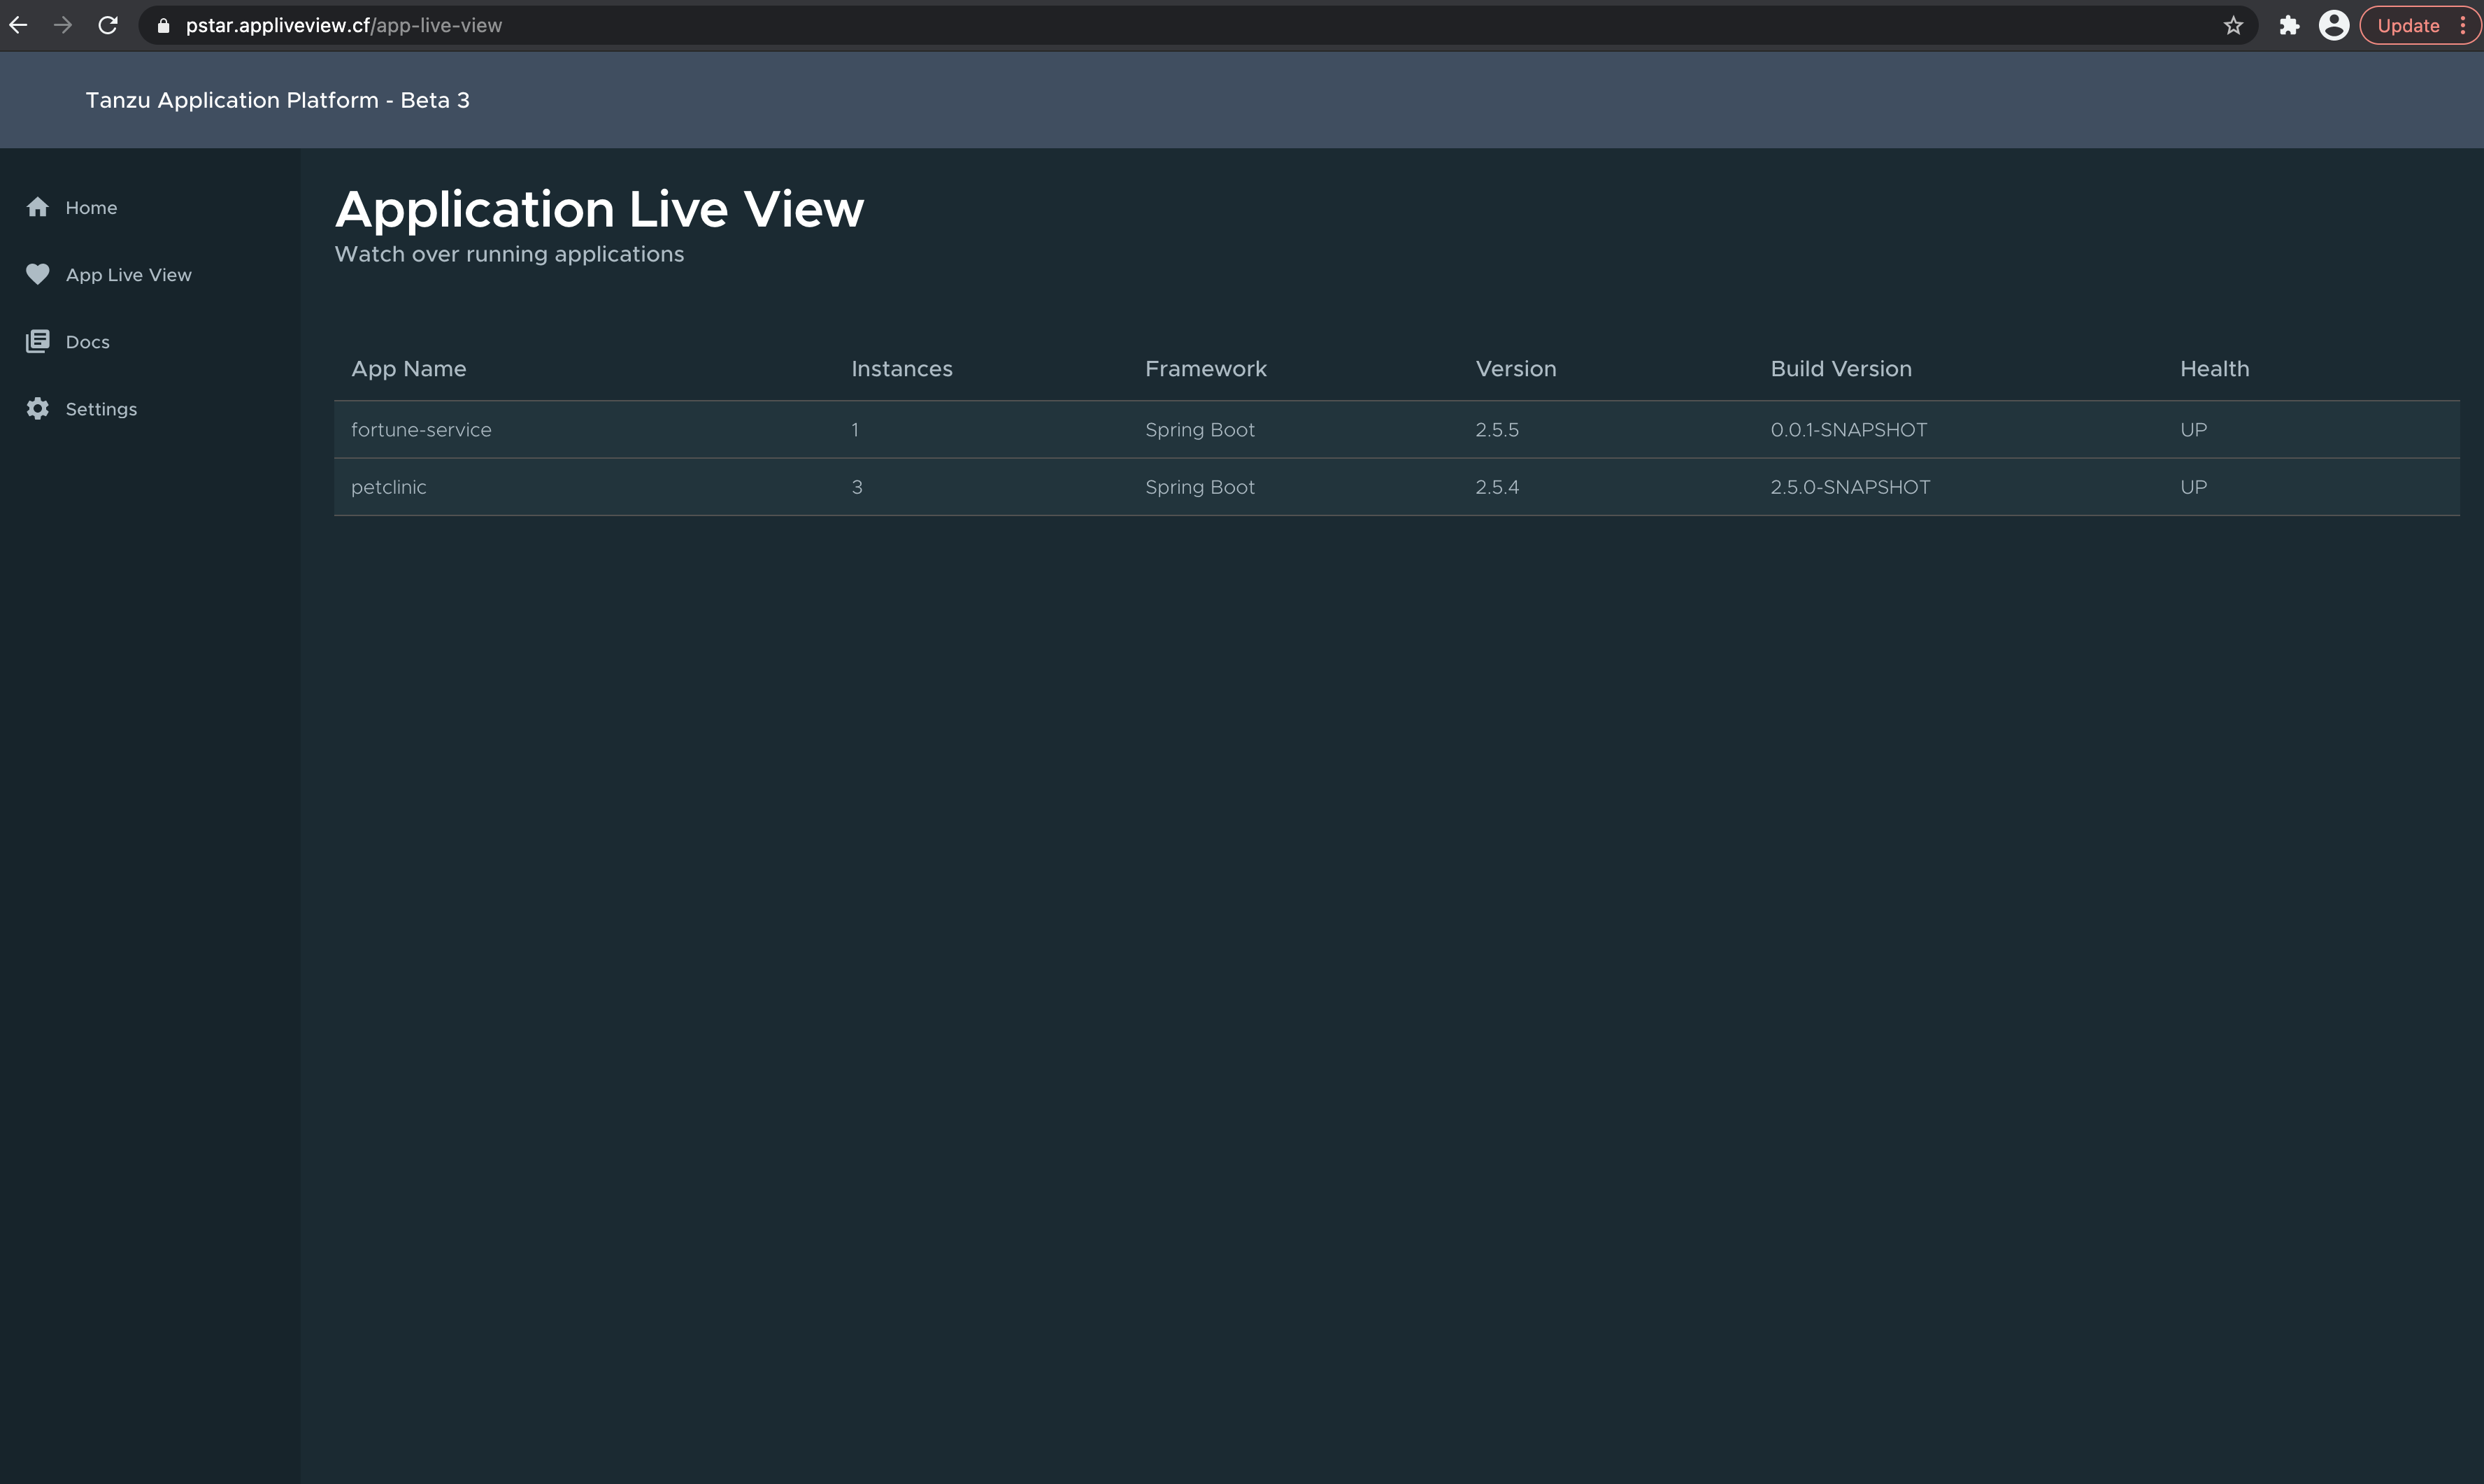 pstar.appliveview.cf/app-live-view
Update
Tanzu Application Platform - Beta 3
Home
App Live View
Docs
Settings
Application Live View
Watch over running applications
App Name Instances Framework Version Build Version Health
fortune-service 1 Spring Boot 2.5.5 0.0.1-SNAPSHOT UP
petclinic 3 Spring Boot 2.5.4 2.5.0-SNAPSHOT UP